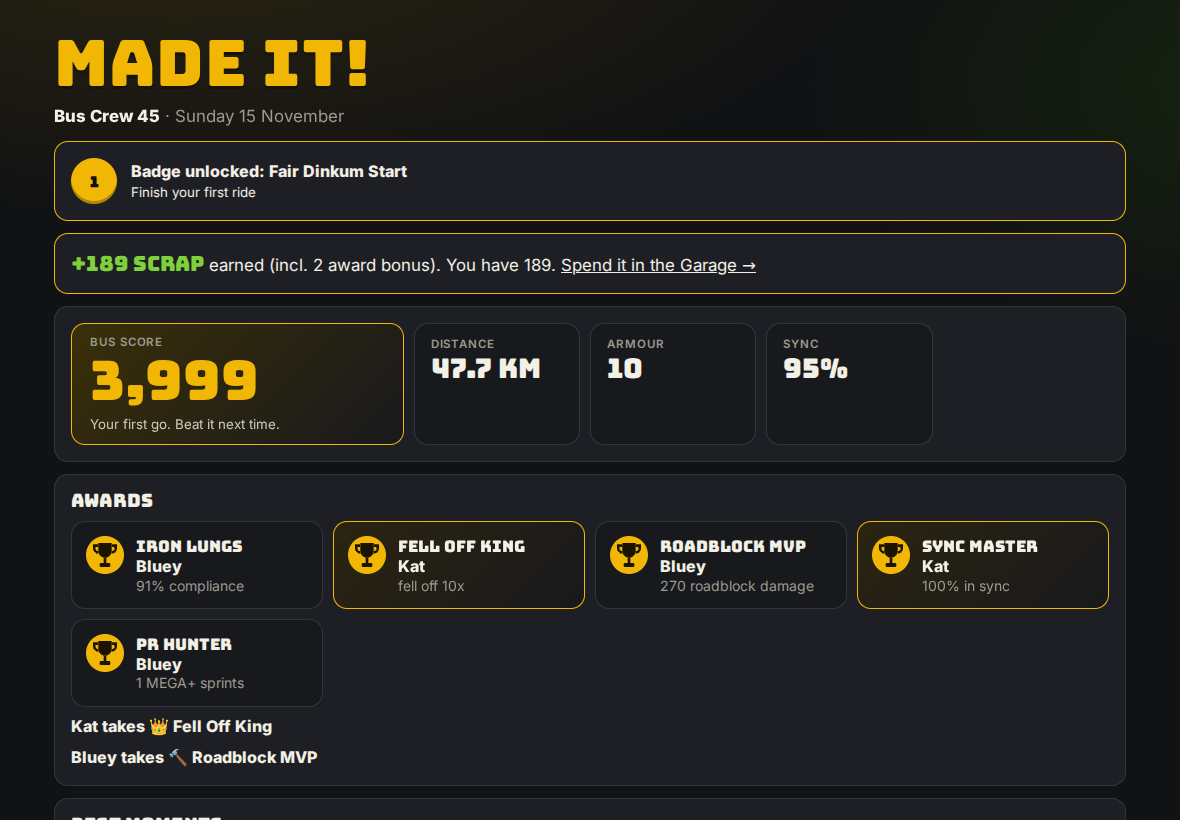 MADE IT!
Bus Crew 45 · Sunday 15 November
1
Badge unlocked: Fair Dinkum Start
Finish your first ride
+189 SCRAP earned (incl. 2 award bonus). You have 189. Spend it in the Garage →
BUS SCORE
3,999
Your first go. Beat it next time.
DISTANCE
47.7 KM
ARMOUR
10
SYNC
95%
AWARDS
IRON LUNGS
Bluey
91% compliance
FELL OFF KING
Kat
fell off 10x
ROADBLOCK MVP
Bluey
270 roadblock damage
SYNC MASTER
Kat
100% in sync
PR HUNTER
Bluey
1 MEGA+ sprints
Kat takes 👑 Fell Off King
Bluey takes 🔨 Roadblock MVP